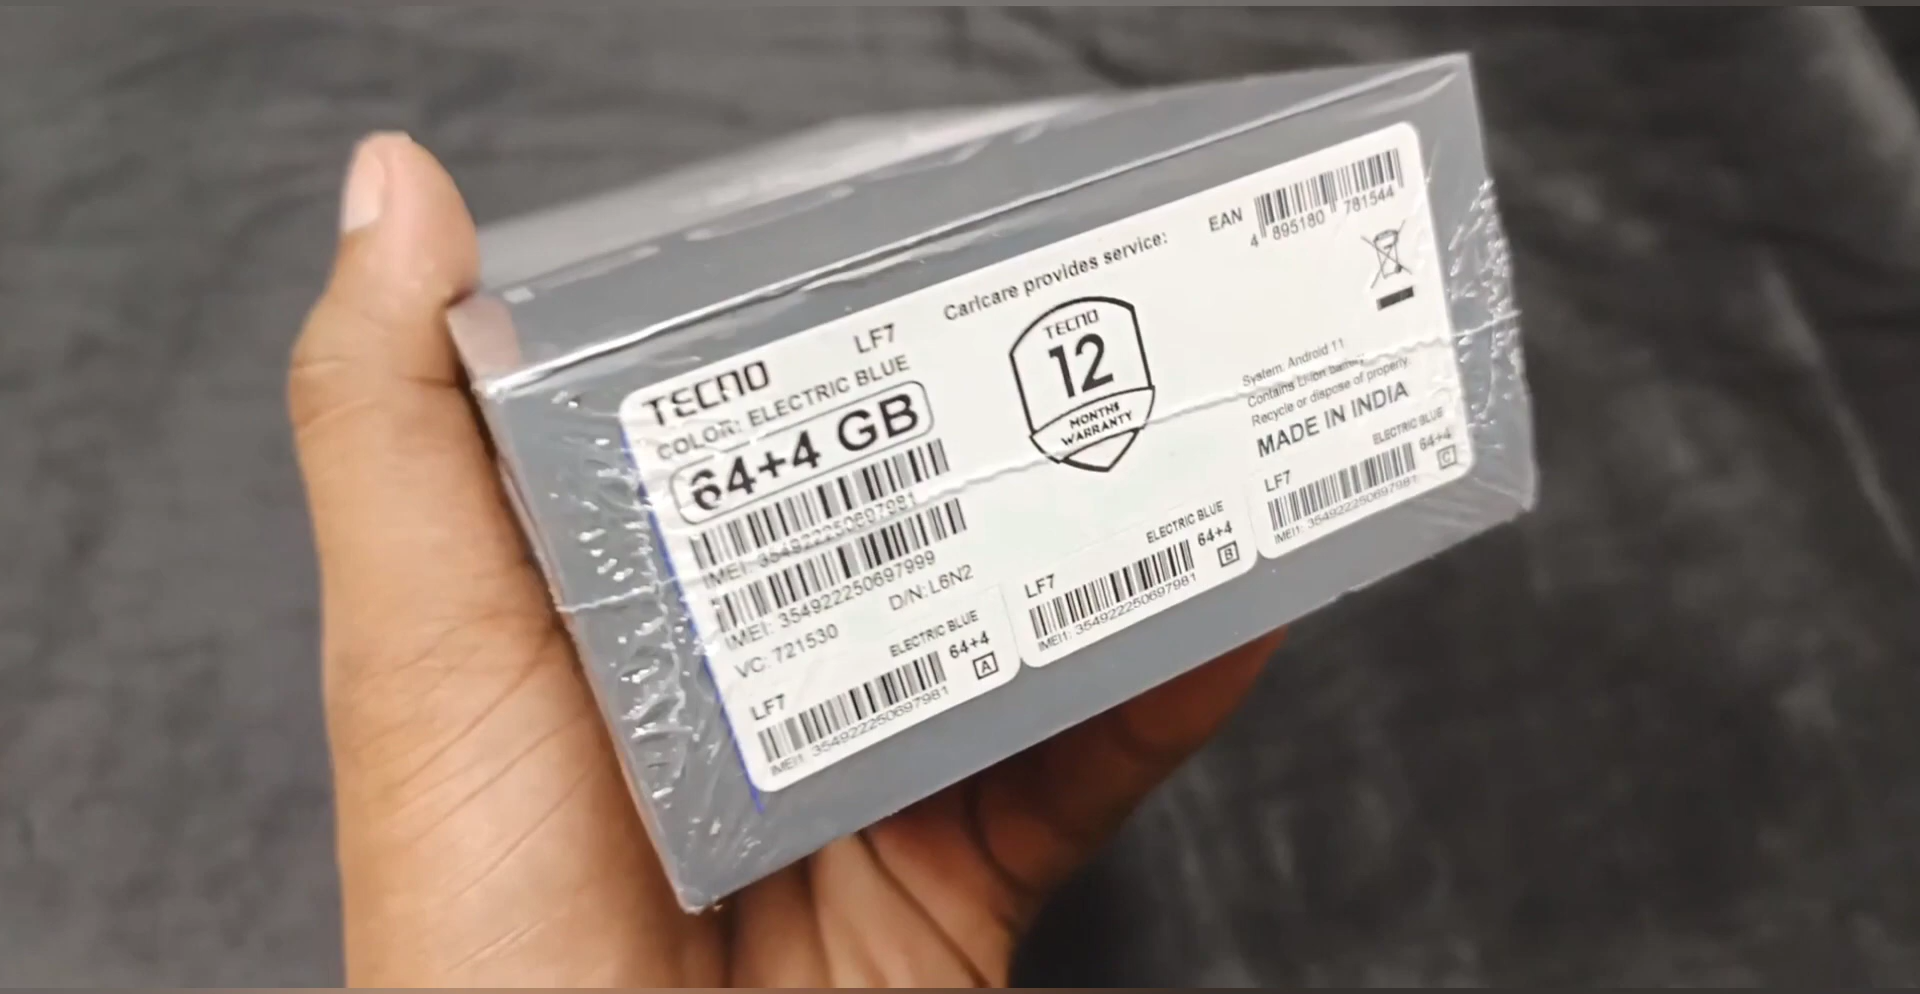 TECNO LF7
COLOR: ELECTRIC BLUE
64+4 GB
IMEI: 354922250697981
IMEI: 354922250697999
VC: 721530 D/N: L6N2
Carlcare provides service:
TECNO
12
MONTHS
WARRANTY
EAN
4 895180 781544
System: Android 11
Contains Li-ion battery.
Recycle or dispose of properly.
MADE IN INDIA
ELECTRIC BLUE
LF7 64+4
A
IMEI1: 354922250697981
ELECTRIC BLUE
LF7 64+4
B
IMEI1: 354922250697981
ELECTRIC BLUE
LF7 64+4
C
IMEI1: 354922250697981